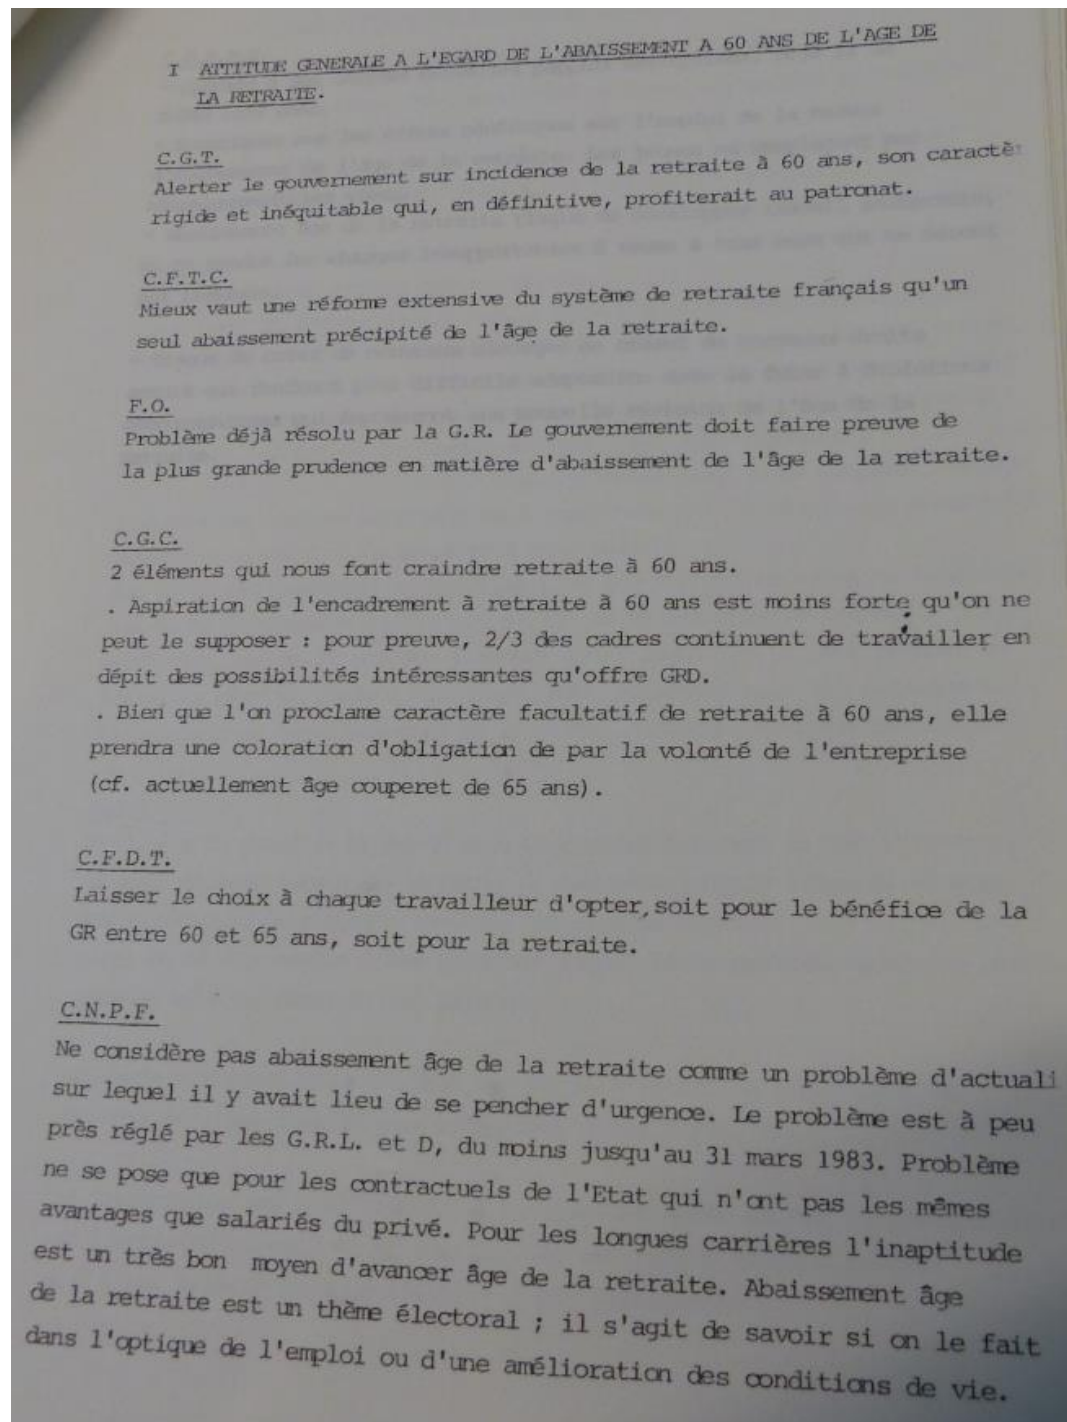 I ATTITUDE GENERALE A L'EGARD DE L'ABAISSEMENT A 60 ANS DE L'AGE DE
LA RETRAITE.
C.G.T.
Alerter le gouvernement sur incidence de la retraite à 60 ans, son caractè
rigide et inéquitable qui, en définitive, profiterait au patronat.
C.F.T.C.
Mieux vaut une réforme extensive du système de retraite français qu'un
seul abaissement précipité de l'âge de la retraite.
F.O.
Problème déjà résolu par la G.R. Le gouvernement doit faire preuve de
la plus grande prudence en matière d'abaissement de l'âge de la retraite.
C.G.C.
2 éléments qui nous font craindre retraite à 60 ans.
. Aspiration de l'encadrement à retraite à 60 ans est moins forte qu'on ne
peut le supposer : pour preuve, 2/3 des cadres continuent de travailler en
dépit des possibilités intéressantes qu'offre GRD.
. Bien que l'on proclame caractère facultatif de retraite à 60 ans, elle
prendra une coloration d'obligation de par la volonté de l'entreprise
(cf. actuellement âge couperet de 65 ans).
C.F.D.T.
Laisser le choix à chaque travailleur d'opter, soit pour le bénéfice de la
GR entre 60 et 65 ans, soit pour la retraite.
C.N.P.F.
Ne considère pas abaissement âge de la retraite comme un problème d'actuali
sur lequel il y avait lieu de se pencher d'urgence. Le problème est à peu
près réglé par les G.R.L. et D, du moins jusqu'au 31 mars 1983. Problème
ne se pose que pour les contractuels de l'Etat qui n'ont pas les mêmes
avantages que salariés du privé. Pour les longues carrières l'inaptitude
est un très bon moyen d'avancer âge de la retraite. Abaissement âge
de la retraite est un thème électoral ; il s'agit de savoir si on le fait
dans l'optique de l'emploi ou d'une amélioration des conditions de vie.